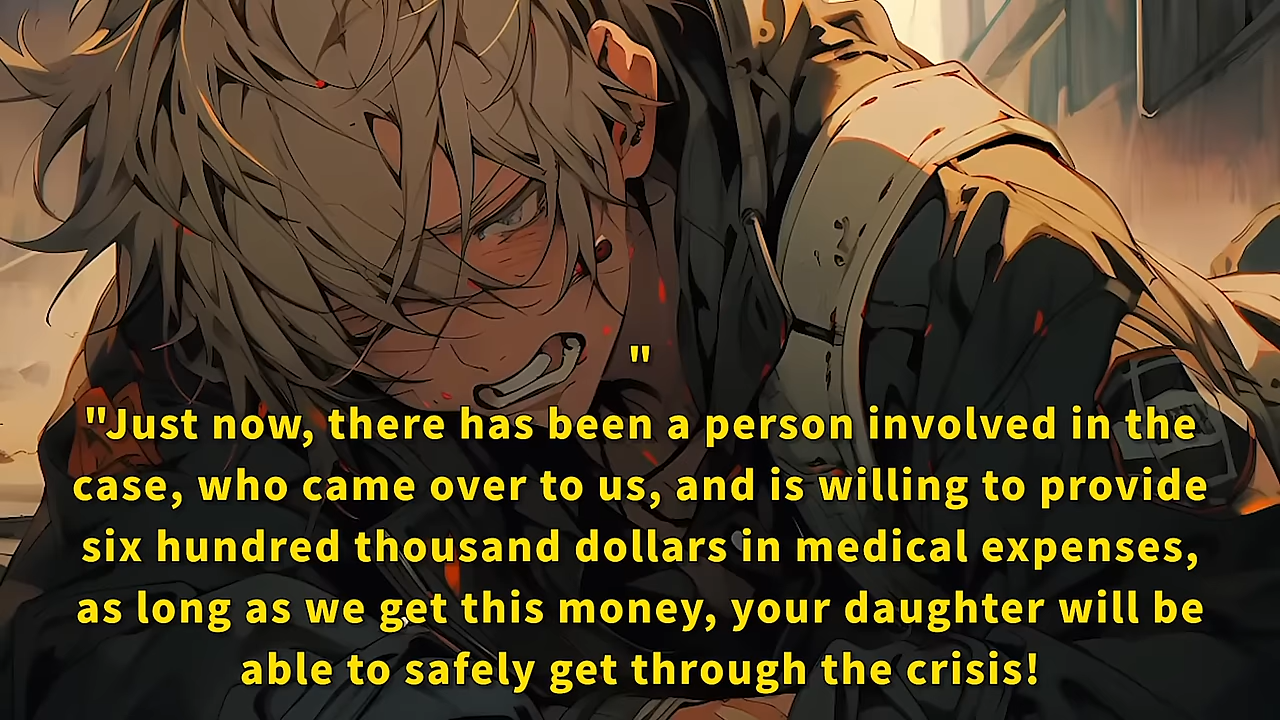 "
"Just now, there has been a person involved in the
case, who came over to us, and is willing to provide
six hundred thousand dollars in medical expenses,
as long as we get this money, your daughter will be
able to safely get through the crisis!